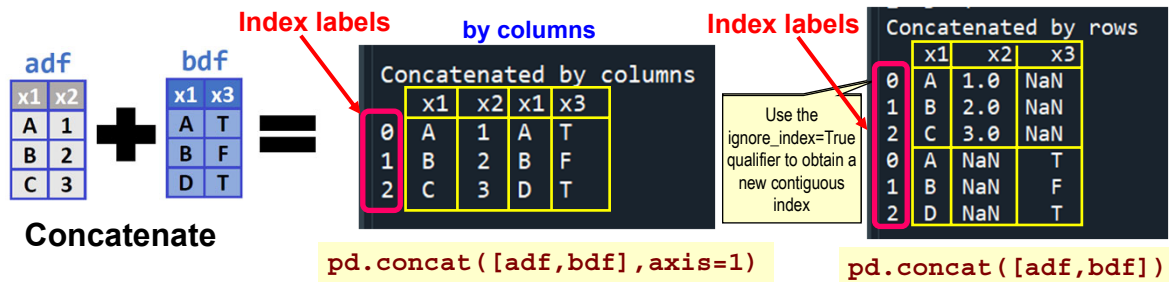 adf
x1 x2
A 1
B 2
C 3
bdf
x1 x3
A T
B F
D T
Concatenate
Index labels
by columns
Concatenated by columns
x1 x2 x1 x3
0 A 1 A T
1 B 2 B F
2 C 3 D T
pd.concat([adf,bdf],axis=1)
Index labels
Use the
ignore_index=True
qualifier to obtain a
new contiguous
index
Concatenated by rows
x1 x2 x3
0 A 1.0 NaN
1 B 2.0 NaN
2 C 3.0 NaN
0 A NaN T
1 B NaN F
2 D NaN T
pd.concat([adf,bdf])